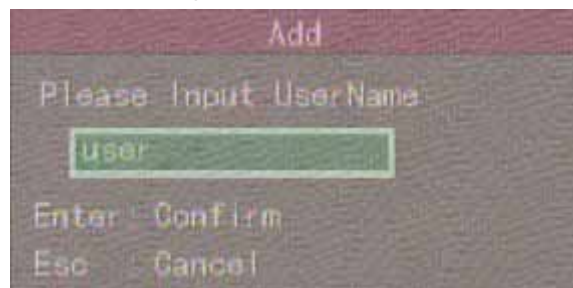 Add
Please Input UserName
user
Enter Confirm
Esc Cancel